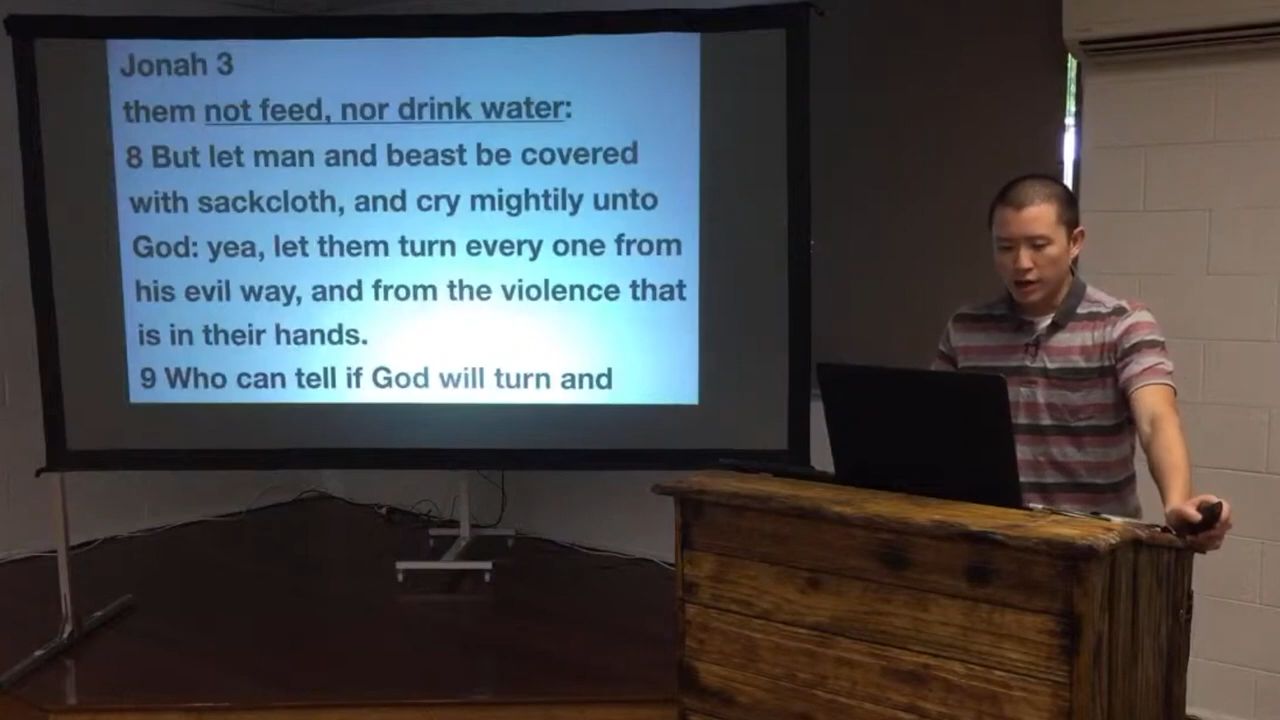 Jonah 3
them not feed, nor drink water:
8 But let man and beast be covered
with sackcloth, and cry mightily unto
God: yea, let them turn every one from
his evil way, and from the violence that
is in their hands.
9 Who can tell if God will turn and